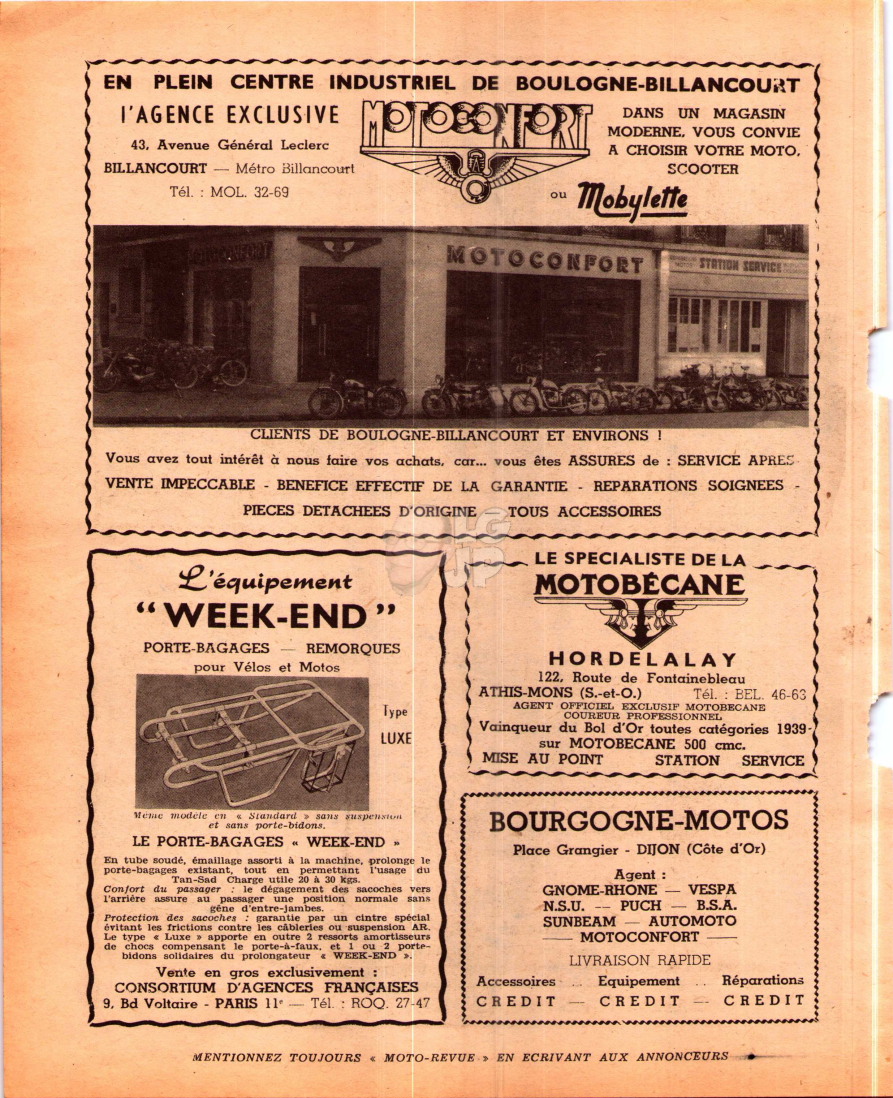 EN PLEIN CENTRE INDUSTRIEL DE BOULOGNE-BILLANCOURT
l'AGENCE EXCLUSIVE
43, Avenue Général Leclerc
BILLANCOURT — Métro Billancourt
Tél. : MOL. 32-69
MOTOCONFORT
DANS UN MAGASIN
MODERNE, VOUS CONVIE
A CHOISIR VOTRE MOTO,
SCOOTER
ou Mobylette
MOTOCONFORT
MOTOCONFORT
STATION SERVICE
CLIENTS DE BOULOGNE-BILLANCOURT ET ENVIRONS !
Vous avez tout intérêt à nous faire vos achats, car... vous êtes ASSURES de : SERVICE APRES-
VENTE IMPECCABLE - BENEFICE EFFECTIF DE LA GARANTIE - REPARATIONS SOIGNEES -
PIECES DETACHEES D'ORIGINE TOUS ACCESSOIRES
LG
JP
L'équipement
"WEEK-END"
PORTE-BAGAGES — REMORQUES
pour Vélos et Motos
Type
LUXE
Même modèle en « Standard » sans suspension
et sans porte-bidons.
LE PORTE-BAGAGES « WEEK-END »
En tube soudé, émaillage assorti à la machine, prolonge le
porte-bagages existant, tout en permettant l'usage du
Tan-Sad Charge utile 20 à 30 kgs.
Confort du passager : le dégagement des sacoches vers
l'arrière assure au passager une position normale sans
gêne d'entre-jambes.
Protection des sacoches : garantie par un cintre spécial
évitant les frictions contre les câbleries ou suspension AR.
Le type « Luxe » apporte en outre 2 ressorts amortisseurs
de chocs compensant le porte-à-faux, et 1 ou 2 porte-
bidons solidaires du prolongateur « WEEK-END ».
Vente en gros exclusivement :
CONSORTIUM D'AGENCES FRANÇAISES
9, Bd Voltaire - PARIS 11e — Tél. : ROQ. 27-47
LE SPECIALISTE DE LA
MOTOBÉCANE
HORDELALAY
122, Route de Fontainebleau
ATHIS-MONS (S.-et-O.) Tél. : BEL. 46-63
AGENT OFFICIEL EXCLUSIF MOTOBECANE
COUREUR PROFESSIONNEL
Vainqueur du Bol d'Or toutes catégories 1939-
sur MOTOBECANE 500 cmc.
MISE AU POINT STATION SERVICE
BOURGOGNE-MOTOS
Place Grangier - DIJON (Côte d'Or)
Agent :
GNOME-RHONE — VESPA
N.S.U. — PUCH — B.S.A.
SUNBEAM — AUTOMOTO
— MOTOCONFORT —
LIVRAISON RAPIDE
Accessoires .. Equipement .. Réparations
CREDIT — CREDIT — CREDIT
MENTIONNEZ TOUJOURS « MOTO-REVUE » EN ECRIVANT AUX ANNONCEURS